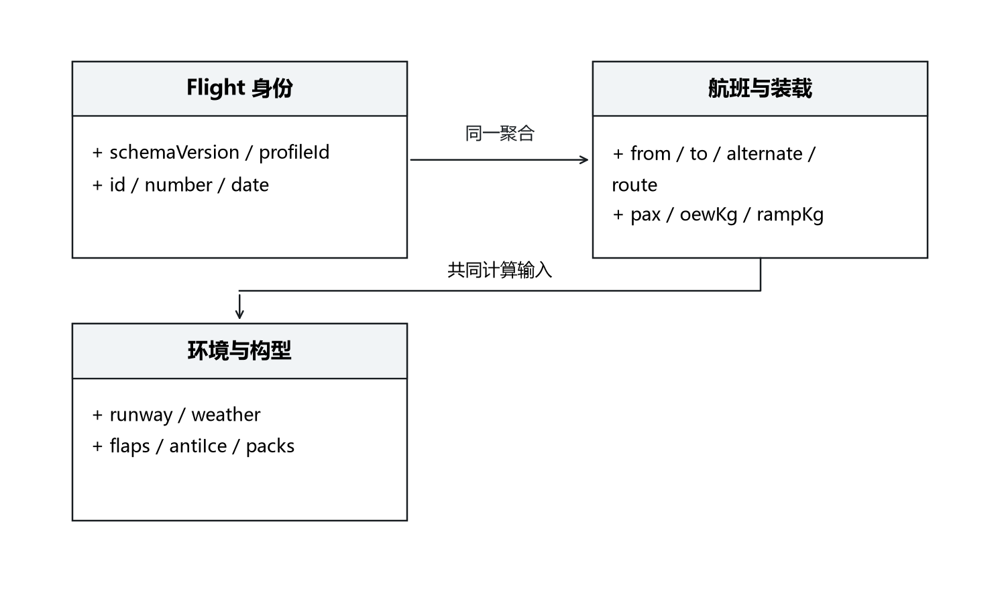 Flight 身份
+ schemaVersion / profileId
+ id / number / date
同一聚合
航班与装载
+ from / to / alternate /
route
+ pax / oewKg / rampKg
共同计算输入
环境与构型
+ runway / weather
+ flaps / antiIce / packs